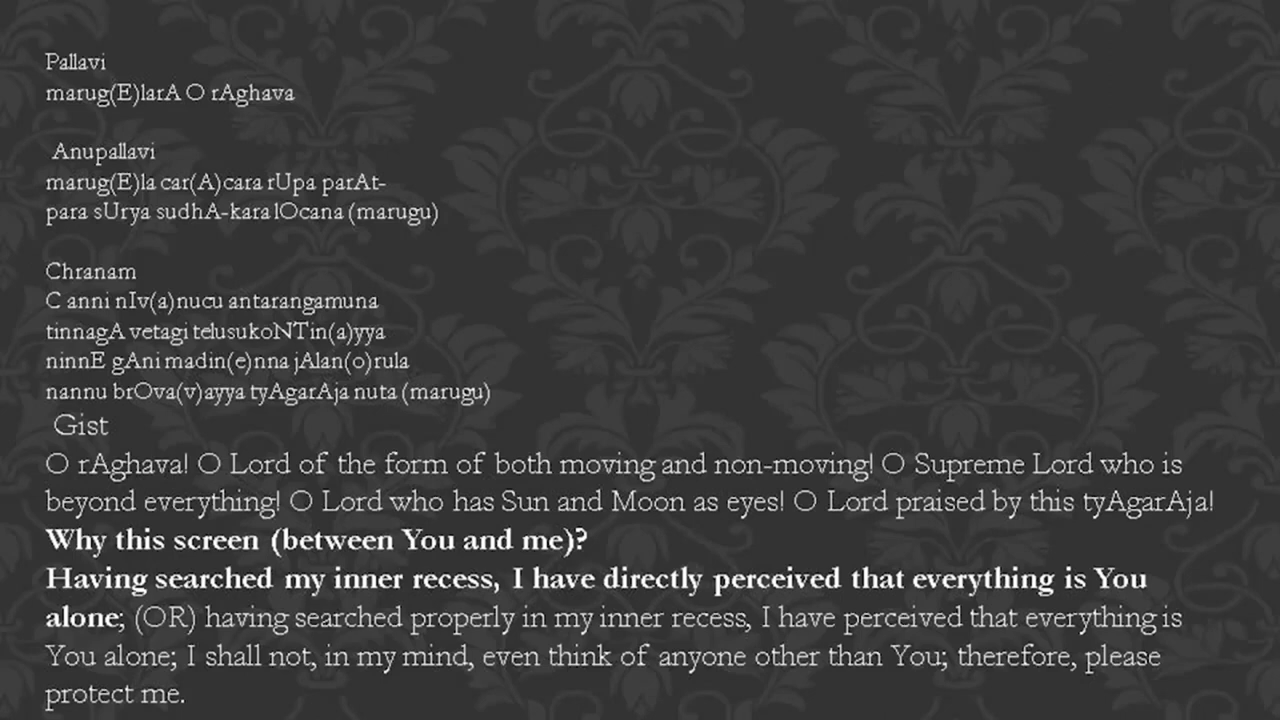 Pallavi
marug(E)larA O rAghava
Anupallavi
marug(E)la car(A)cara rUpa parAt-
para sUrya sudhA-kara lOcana (marugu)
Chranam
C anni nIv(a)nucu antarangamuna
tinnagA vetagi telusukoNTin(a)yya
ninnE gAni madin(e)nna jAlan(o)rula
nannu brOva(v)ayya tyAgarAja nuta (marugu)
Gist
O rAghava! O Lord of the form of both moving and non-moving! O Supreme Lord who is
beyond everything! O Lord who has Sun and Moon as eyes! O Lord praised by this tyAgarAja!
Why this screen (between You and me)?
Having searched my inner recess, I have directly perceived that everything is You
alone; (OR) having searched properly in my inner recess, I have perceived that everything is
You alone; I shall not, in my mind, even think of anyone other than You; therefore, please
protect me.